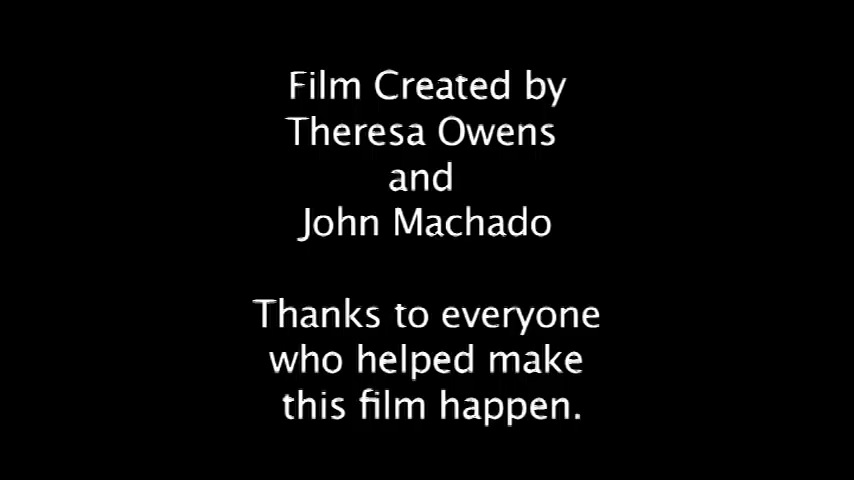 Film Created by
Theresa Owens
and
John Machado
Thanks to everyone
who helped make
this film happen.